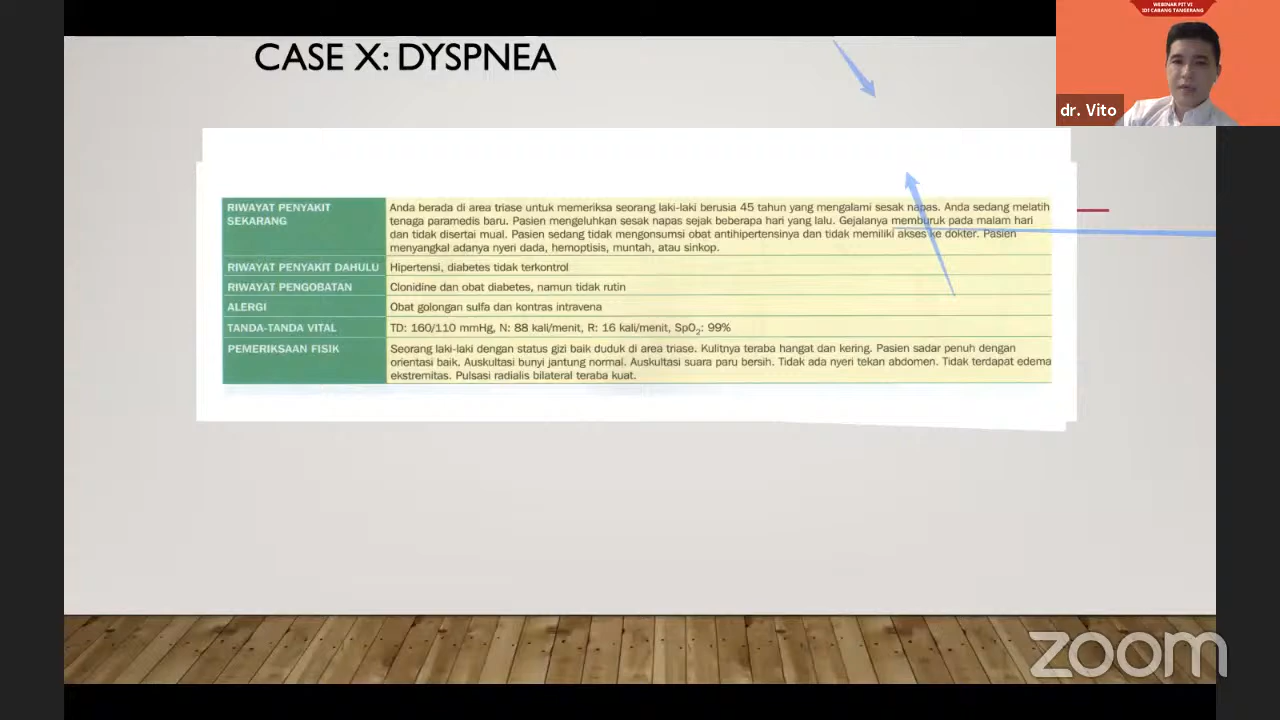 WEBINAR PIT VI
IDI CABANG TANGERANG
dr. Vito
CASE X: DYSPNEA
RIWAYAT PENYAKIT SEKARANG
Anda berada di area triase untuk memeriksa seorang laki-laki berusia 45 tahun yang mengalami sesak napas. Anda sedang melatih
tenaga paramedis baru. Pasien mengeluhkan sesak napas sejak beberapa hari yang lalu. Gejalanya memburuk pada malam hari
dan tidak disertai mual. Pasien sedang tidak mengonsumsi obat antihipertensinya dan tidak memiliki akses ke dokter. Pasien
menyangkal adanya nyeri dada, hemoptisis, muntah, atau sinkop.
RIWAYAT PENYAKIT DAHULU Hipertensi, diabetes tidak terkontrol
RIWAYAT PENGOBATAN Clonidine dan obat diabetes, namun tidak rutin
ALERGI Obat golongan sulfa dan kontras intravena
TANDA-TANDA VITAL TD: 160/110 mmHg, N: 88 kali/menit, R: 16 kali/menit, SpO₂: 99%
PEMERIKSAAN FISIK Seorang laki-laki dengan status gizi baik duduk di area triase. Kulitnya teraba hangat dan kering. Pasien sadar penuh dengan
orientasi baik. Auskultasi bunyi jantung normal. Auskultasi suara paru bersih. Tidak ada nyeri tekan abdomen. Tidak terdapat edema
ekstremitas. Pulsasi radialis bilateral teraba kuat.
zoom